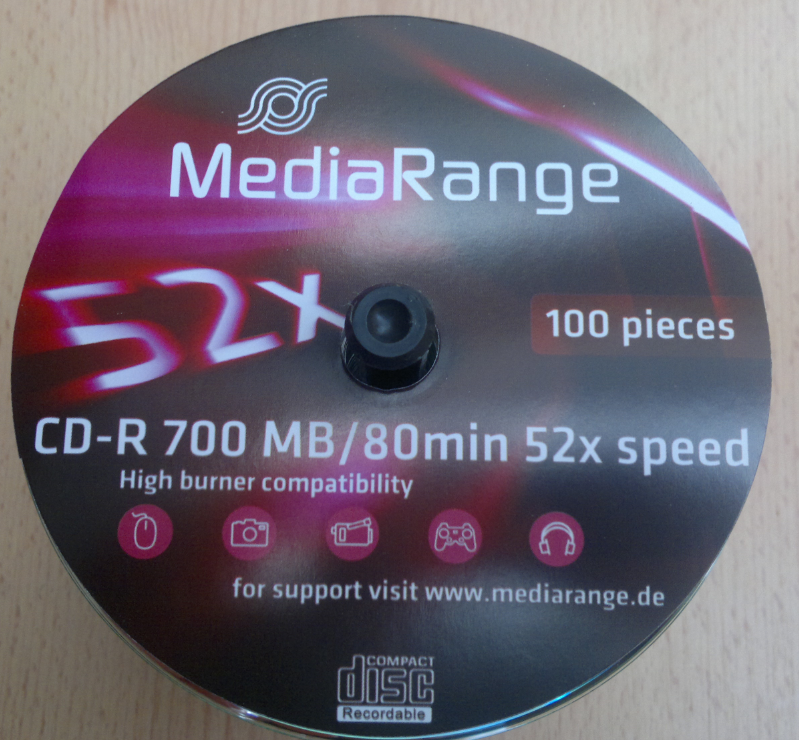 MediaRange
52x
100 pieces
CD-R 700 MB/80min 52x speed
High burner compatibility
for support visit www.mediarange.de
COMPACT
disc
Recordable